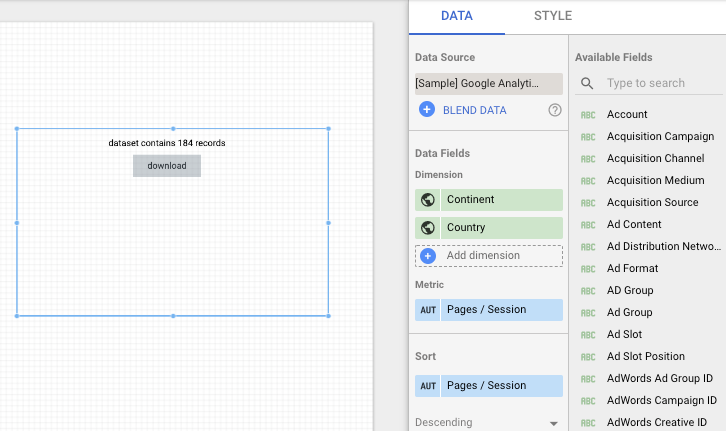 DATA
STYLE
dataset contains 184 records
download
Data Source
[Sample] Google Analyti...
BLEND DATA
Data Fields
Dimension
Continent
Country
Add dimension
Metric
AUT Pages / Session
Sort
AUT Pages / Session
Descending
Available Fields
Type to search
ABC Account
ABC Acquisition Campaign
ABC Acquisition Channel
ABC Acquisition Medium
ABC Acquisition Source
ABC Ad Content
ABC Ad Distribution Netwo...
ABC Ad Format
ABC AD Group
ABC Ad Group
ABC Ad Slot
ABC Ad Slot Position
ABC AdWords Ad Group ID
ABC AdWords Campaign ID
ABC AdWords Creative ID